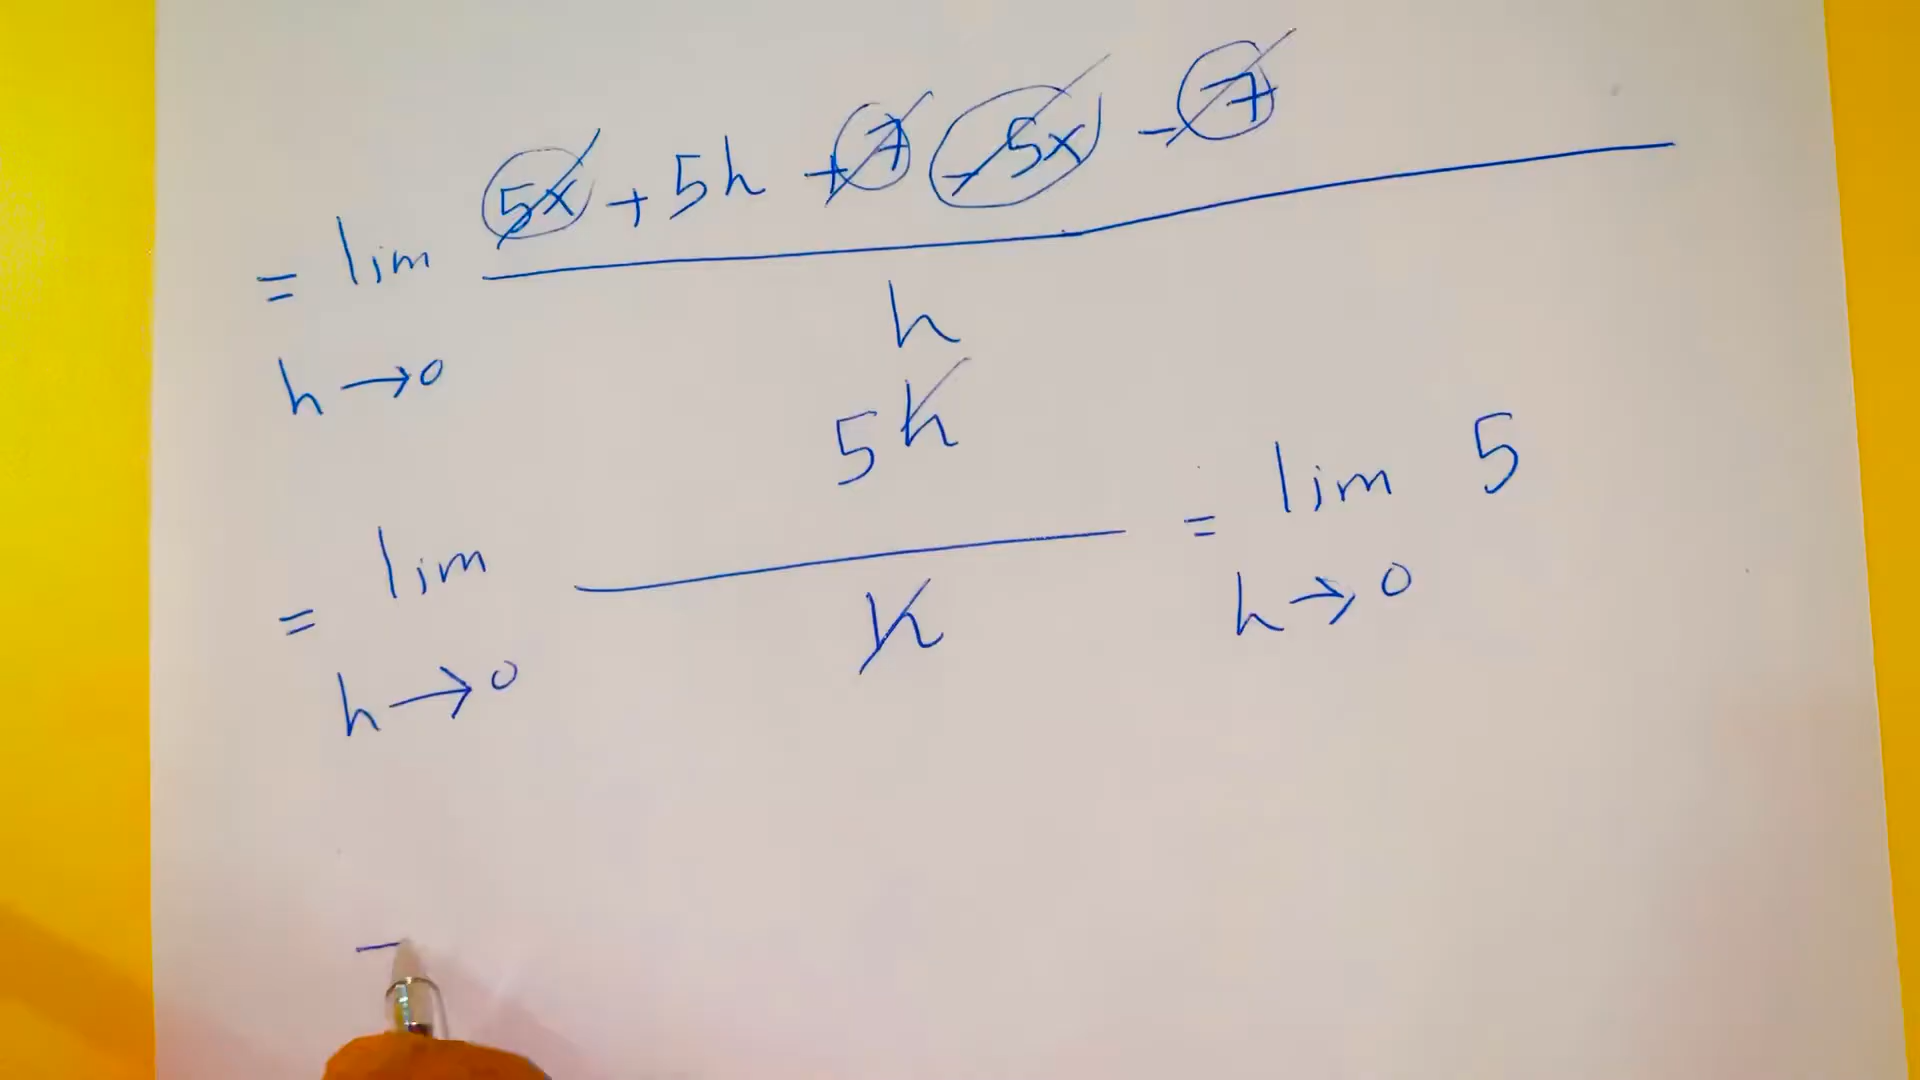 5x + 5h + 7 - 5x - 7
= lim
h
h → 0
5h
= lim 5
= lim
h → 0
h
h → 0